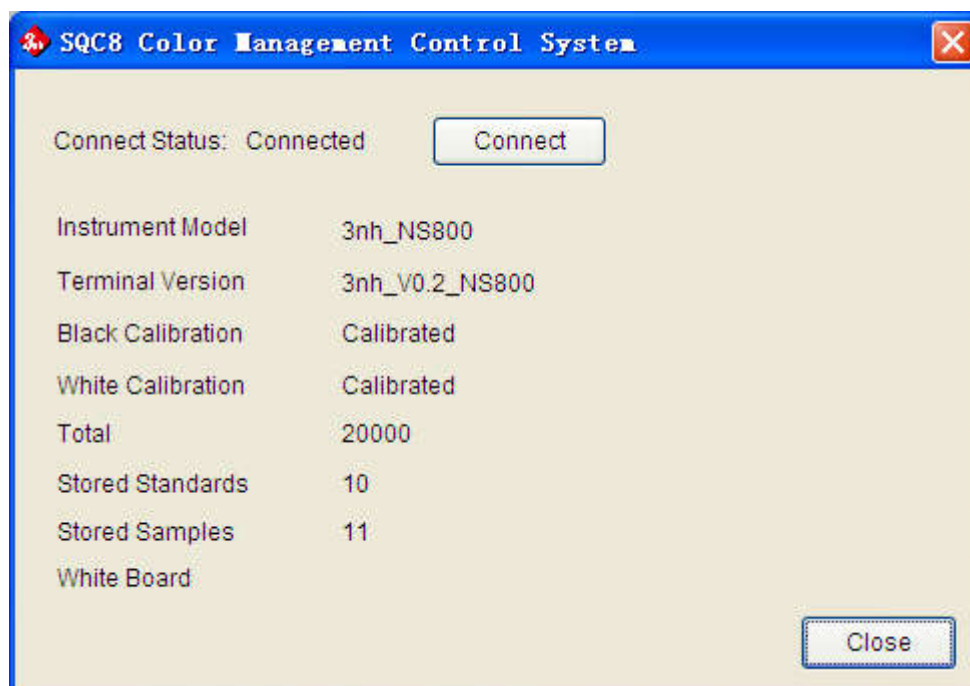 3nh SQC8 Color Management Control System
Connect Status: Connected Connect
Instrument Model 3nh_NS800
Terminal Version 3nh_V0.2_NS800
Black Calibration Calibrated
White Calibration Calibrated
Total 20000
Stored Standards 10
Stored Samples 11
White Board
Close